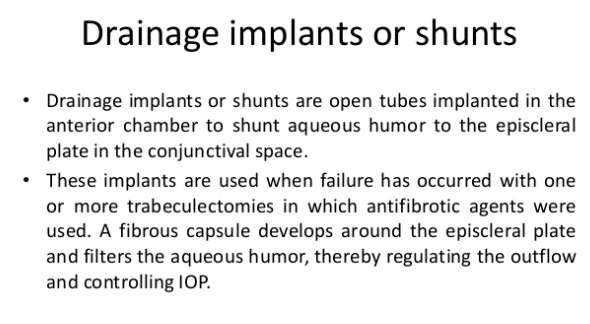 Drainage implants or shunts
• Drainage implants or shunts are open tubes implanted in the
anterior chamber to shunt aqueous humor to the episcleral
plate in the conjunctival space.
• These implants are used when failure has occurred with one
or more trabeculectomies in which antifibrotic agents were
used. A fibrous capsule develops around the episcleral plate
and filters the aqueous humor, thereby regulating the outflow
and controlling IOP.